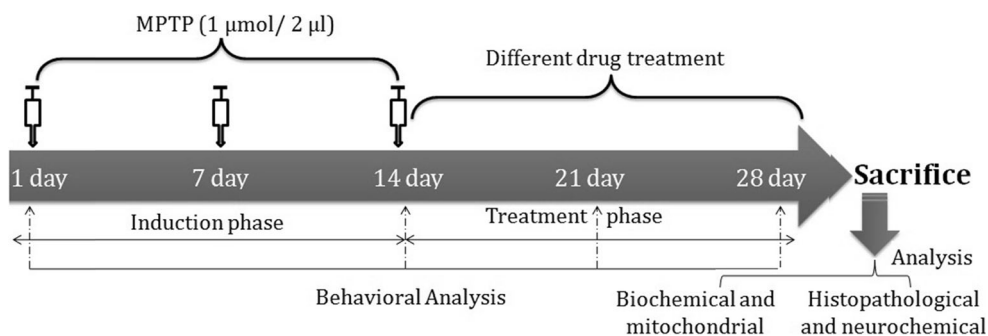 MPTP (1 μmol/ 2 μl)
Different drug treatment
1 day
7 day
14 day
21 day
28 day
Sacrifice
Induction phase
Treatment phase
Analysis
Behavioral Analysis
Biochemical and
mitochondrial
Histopathological
and neurochemical